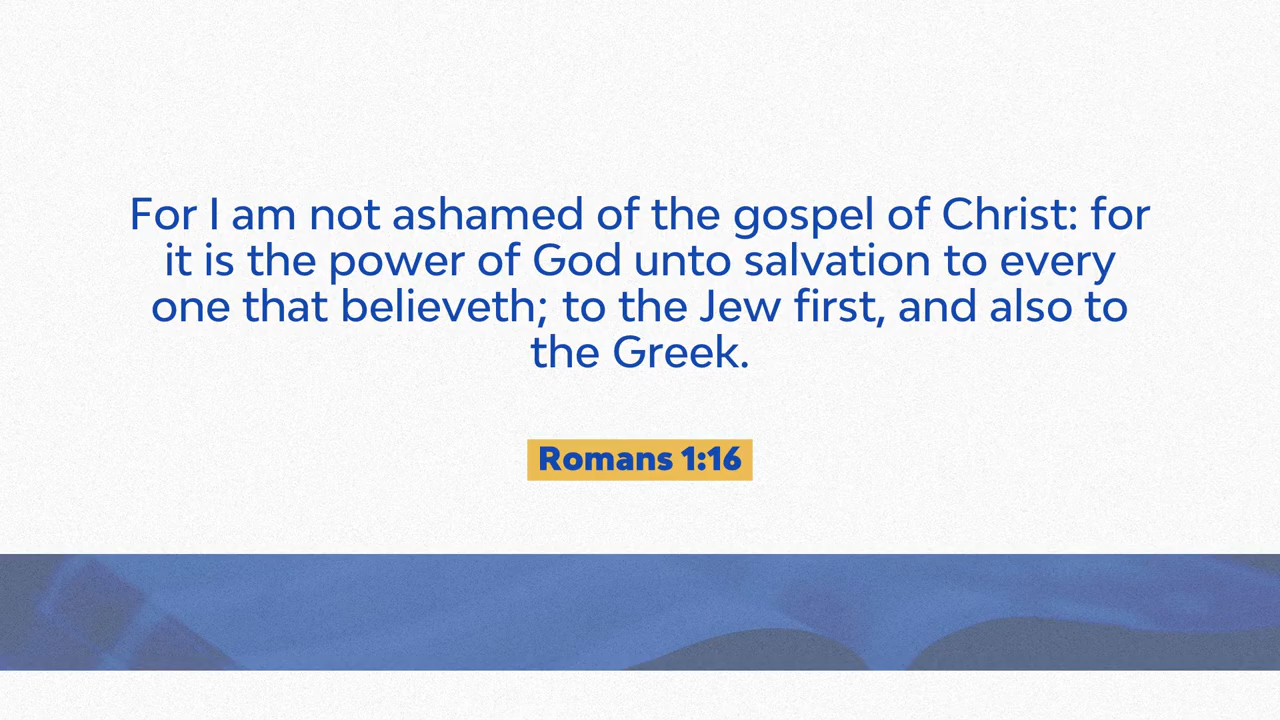 For I am not ashamed of the gospel of Christ: for
it is the power of God unto salvation to every
one that believeth; to the Jew first, and also to
the Greek.
Romans 1:16